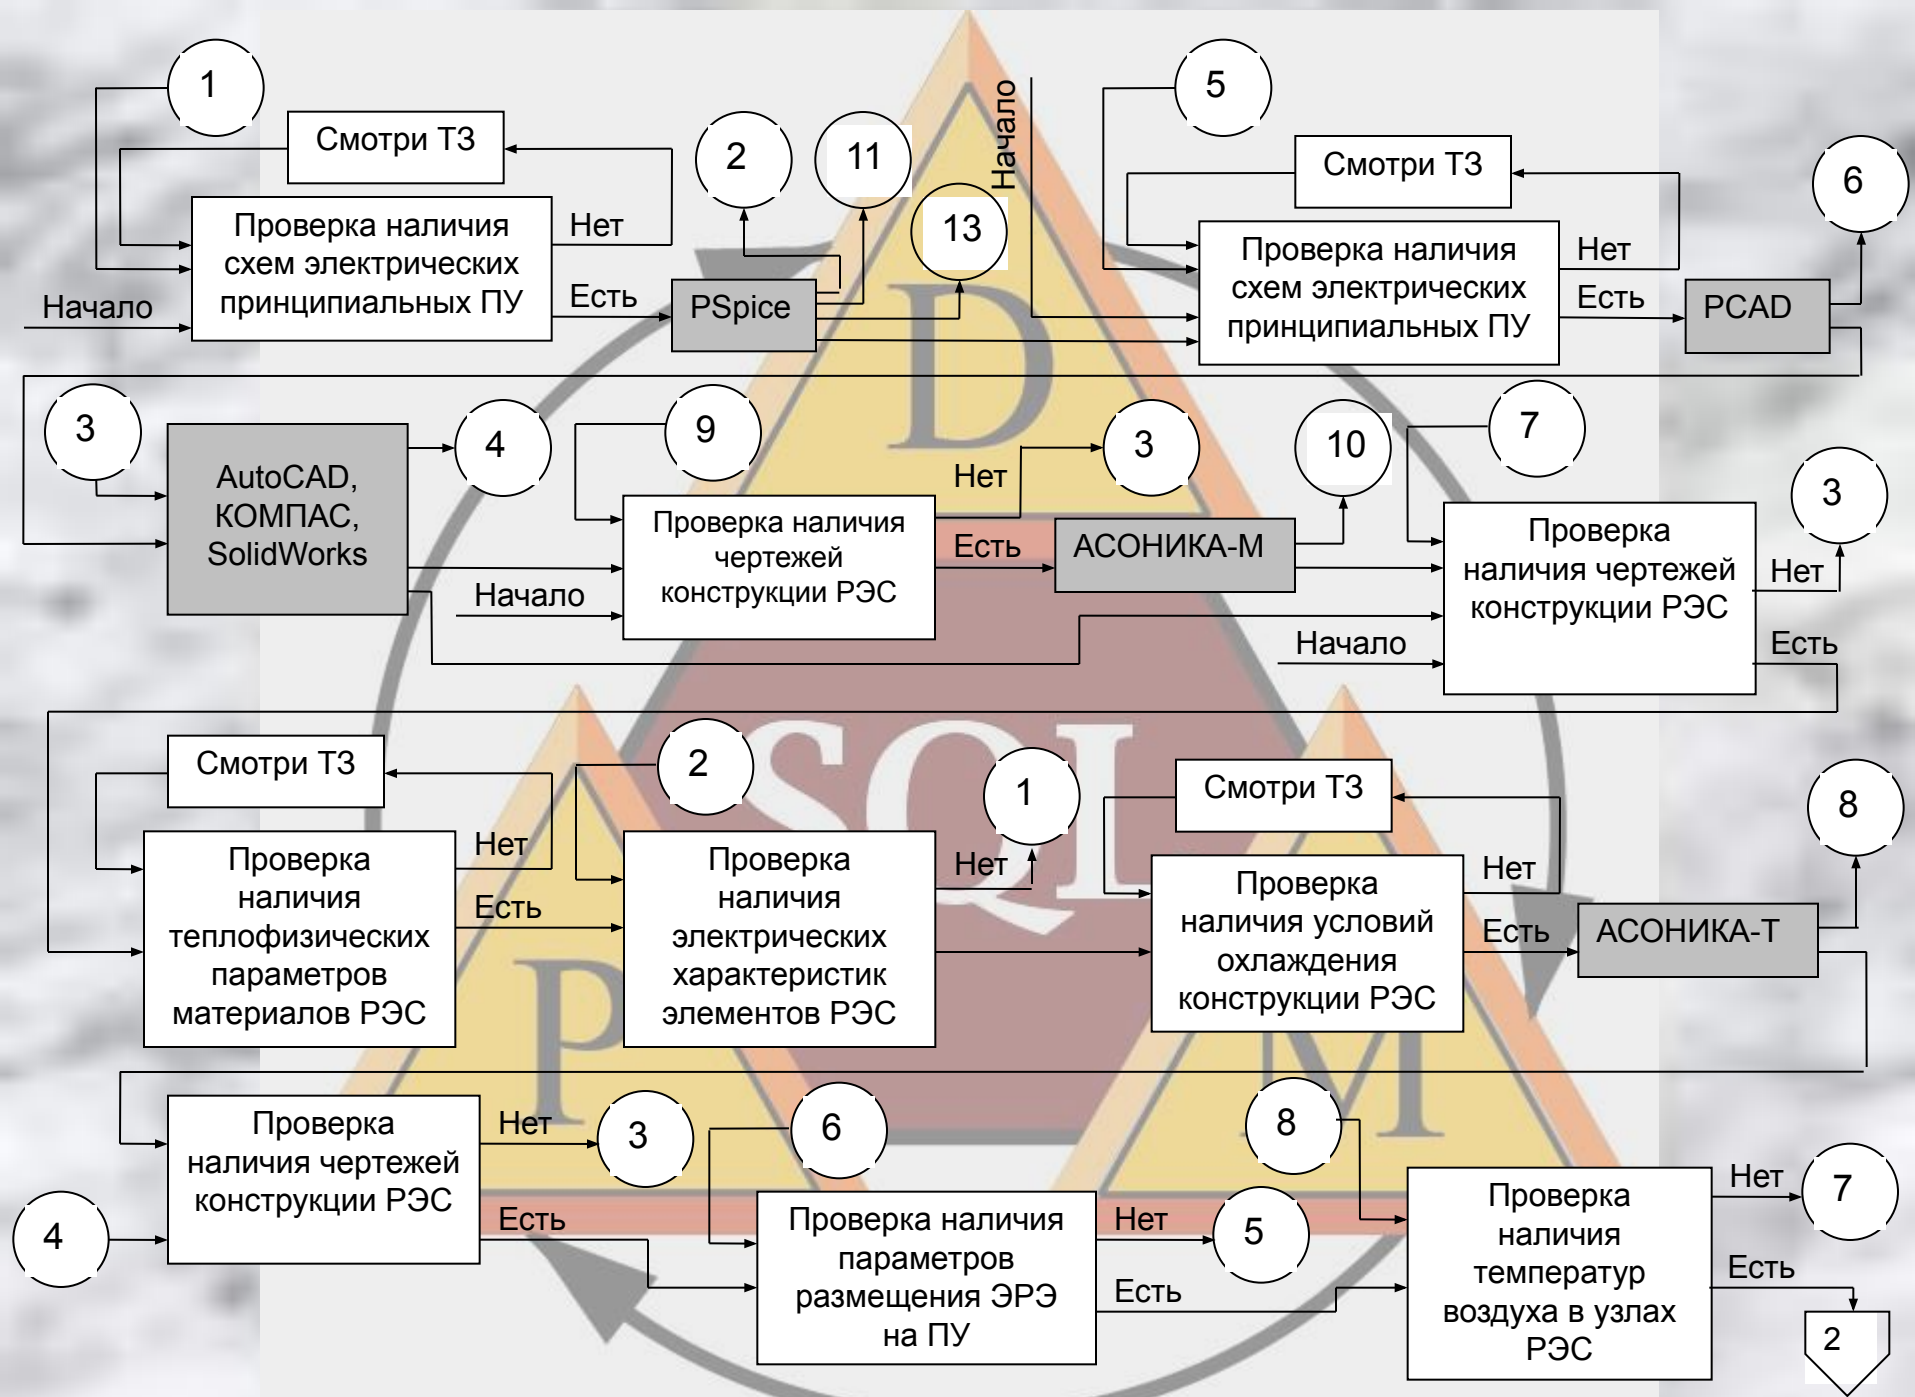 1
Смотри ТЗ
Проверка наличия
схем электрических
принципиальных ПУ
Нет
Есть
Начало
PSpice
2
11
13
Начало
5
Смотри ТЗ
Проверка наличия
схем электрических
принципиальных ПУ
Нет
Есть
PCAD
6
D
3
AutoCAD,
КОМПАС,
SolidWorks
4
9
Проверка наличия
чертежей
конструкции РЭС
Начало
Нет
Есть
3
АСОНИКА-М
10
7
Проверка
наличия чертежей
конструкции РЭС
Начало
Нет
Есть
3
SQL
Смотри ТЗ
Проверка
наличия
теплофизических
параметров
материалов РЭС
Нет
Есть
2
Проверка
наличия
электрических
характеристик
элементов РЭС
Нет
1
Смотри ТЗ
Проверка
наличия условий
охлаждения
конструкции РЭС
Нет
Есть
АСОНИКА-Т
8
P
M
Проверка
наличия чертежей
конструкции РЭС
4
Нет
Есть
3
6
Проверка наличия
параметров
размещения ЭРЭ
на ПУ
Нет
Есть
5
8
Проверка
наличия
температур
воздуха в узлах
РЭС
Нет
Есть
7
2